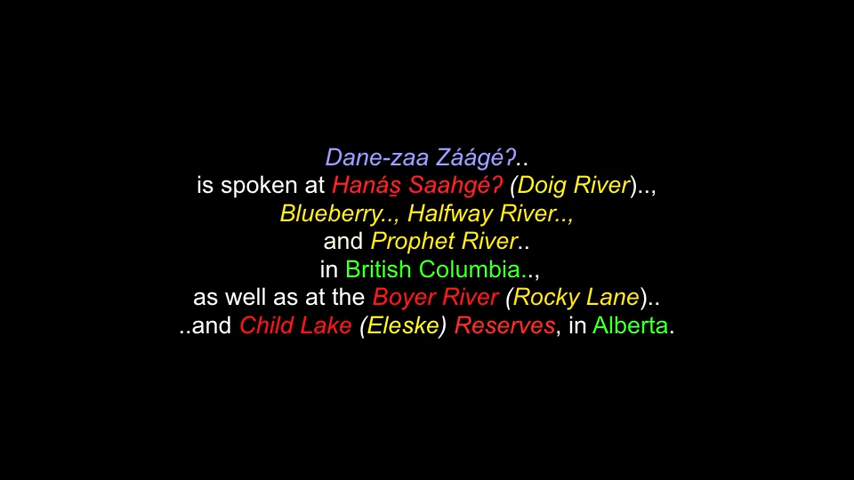 Dane-zaa Záágéʔ..
is spoken at Hanás̱ Saahgéʔ (Doig River)..,
Blueberry.., Halfway River..,
and Prophet River..
in British Columbia..,
as well as at the Boyer River (Rocky Lane)..
..and Child Lake (Eleske) Reserves, in Alberta.